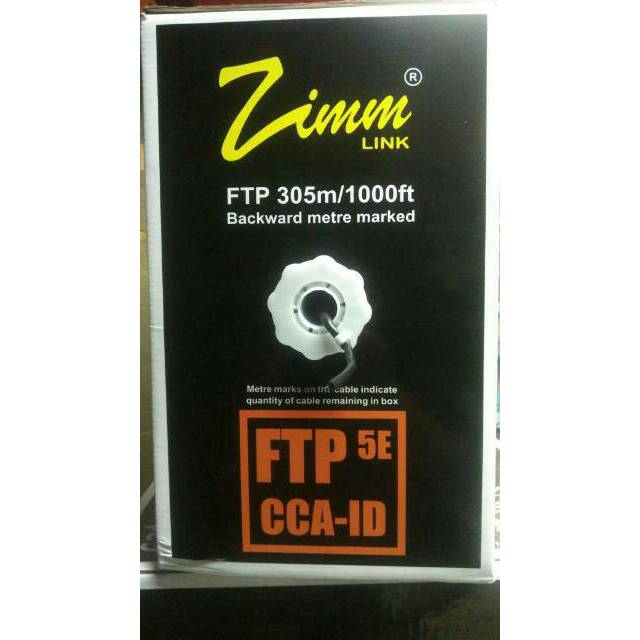 Zimm ®
LINK
FTP 305m/1000ft
Backward metre marked
Metre marks on the cable indicate
quantity of cable remaining in box
FTP 5E
CCA-ID